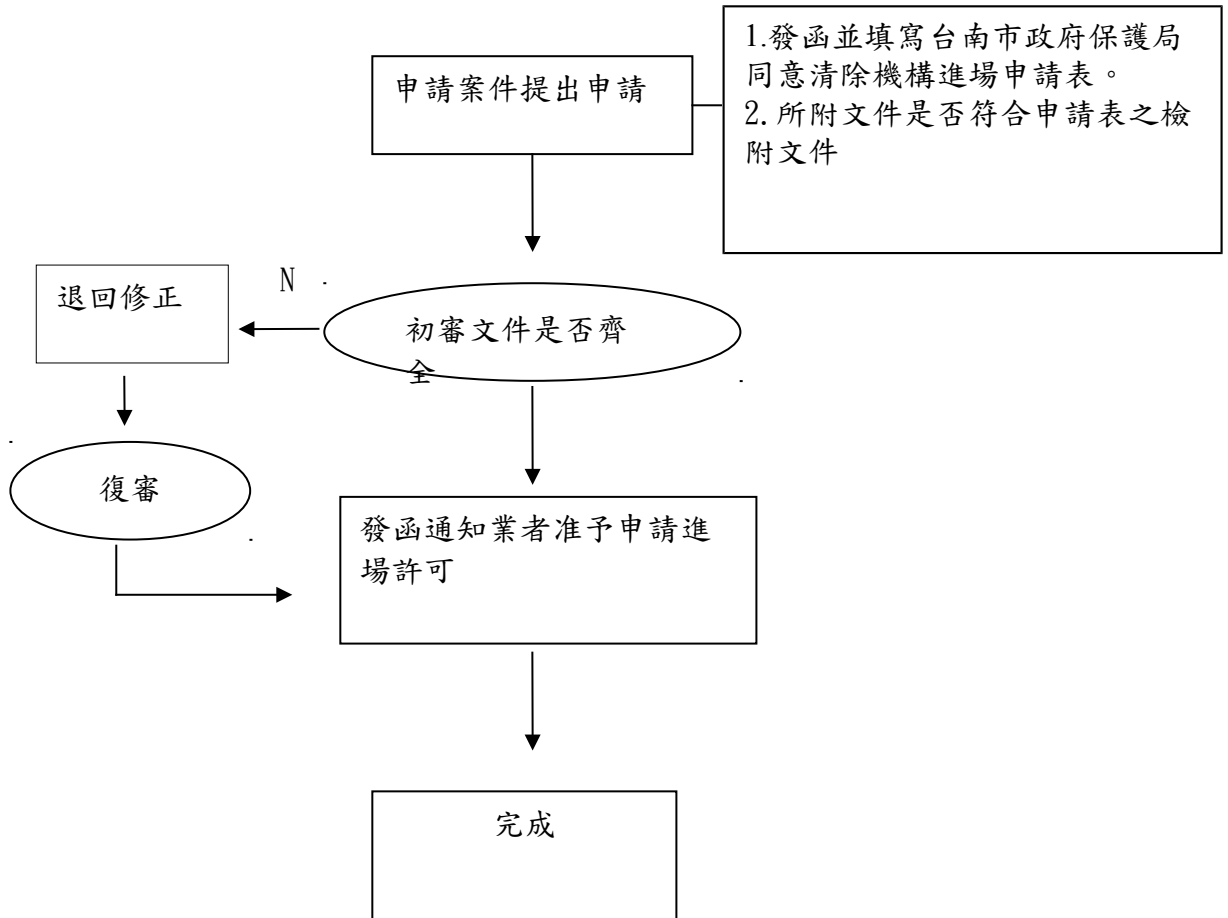 申請案件提出申請
1.發函並填寫台南市政府保護局
同意清除機構進場申請表。
2.所附文件是否符合申請表之檢
附文件
N
退回修正
初審文件是否齊
全
復審
發函通知業者准予申請進
場許可
完成